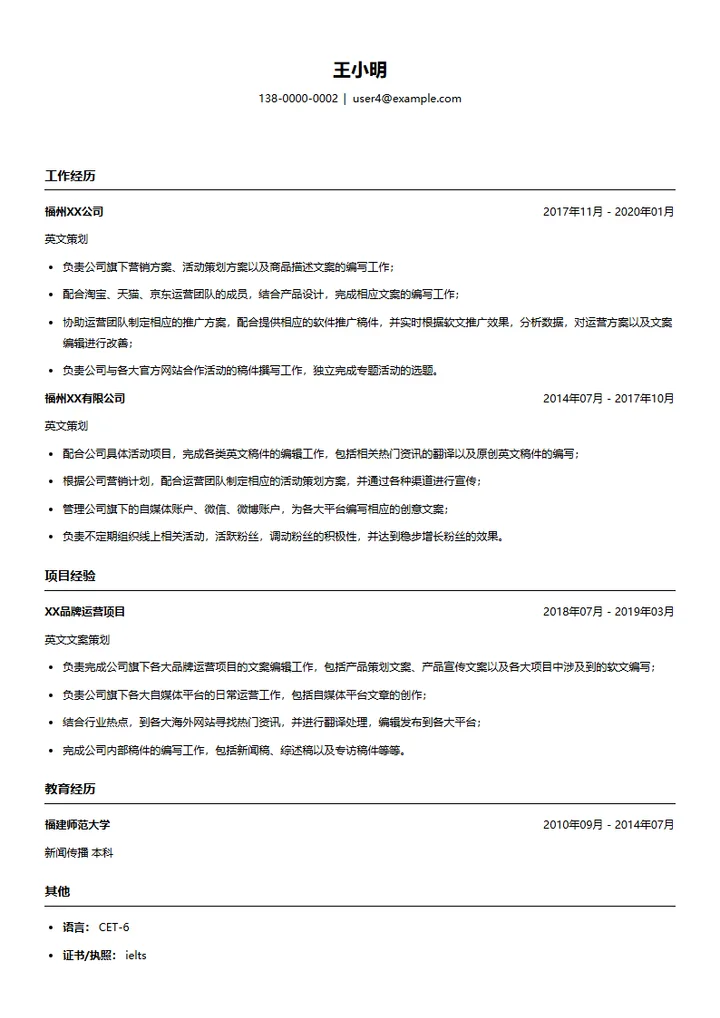 王小明
138-0000-0002 | user4@example.com
工作经历
福州XX公司 2017年11月 - 2020年01月
英文策划
• 负责公司旗下营销方案、活动策划方案以及商品描述文案的编写工作；
• 配合淘宝、天猫、京东运营团队的成员，结合产品设计，完成相应文案的编写工作；
• 协助运营团队制定相应的推广方案，配合提供相应的软件推广稿件，并实时根据软文推广效果，分析数据，对运营方案以及文案
编辑进行改善；
• 负责公司与各大官方网站合作活动的稿件撰写工作，独立完成专题活动的选题。
福州XX有限公司 2014年07月 - 2017年10月
英文策划
• 配合公司具体活动项目，完成各类英文稿件的编辑工作，包括相关热门资讯的翻译以及原创英文稿件的编写；
• 根据公司营销计划，配合运营团队制定相应的活动策划方案，并通过各种渠道进行宣传；
• 管理公司旗下的自媒体账户、微信、微博账户，为各大平台编写相应的创意文案；
• 负责不定期组织线上相关活动，活跃粉丝，调动粉丝的积极性，并达到稳步增长粉丝的效果。
项目经验
XX品牌运营项目 2018年07月 - 2019年03月
英文文案策划
• 负责完成公司旗下各大品牌运营项目的文案编辑工作，包括产品策划文案、产品宣传文案以及各大项目中涉及到的软文编写；
• 负责公司旗下各大自媒体平台的日常运营工作，包括自媒体平台文章的创作；
• 结合行业热点，到各大海外网站寻找热门资讯，并进行翻译处理，编辑发布到各大平台；
• 完成公司内部稿件的编写工作，包括新闻稿、综述稿以及专访稿件等等。
教育经历
福建师范大学 2010年09月 - 2014年07月
新闻传播 本科
其他
• 语言： CET-6
• 证书/执照： ielts